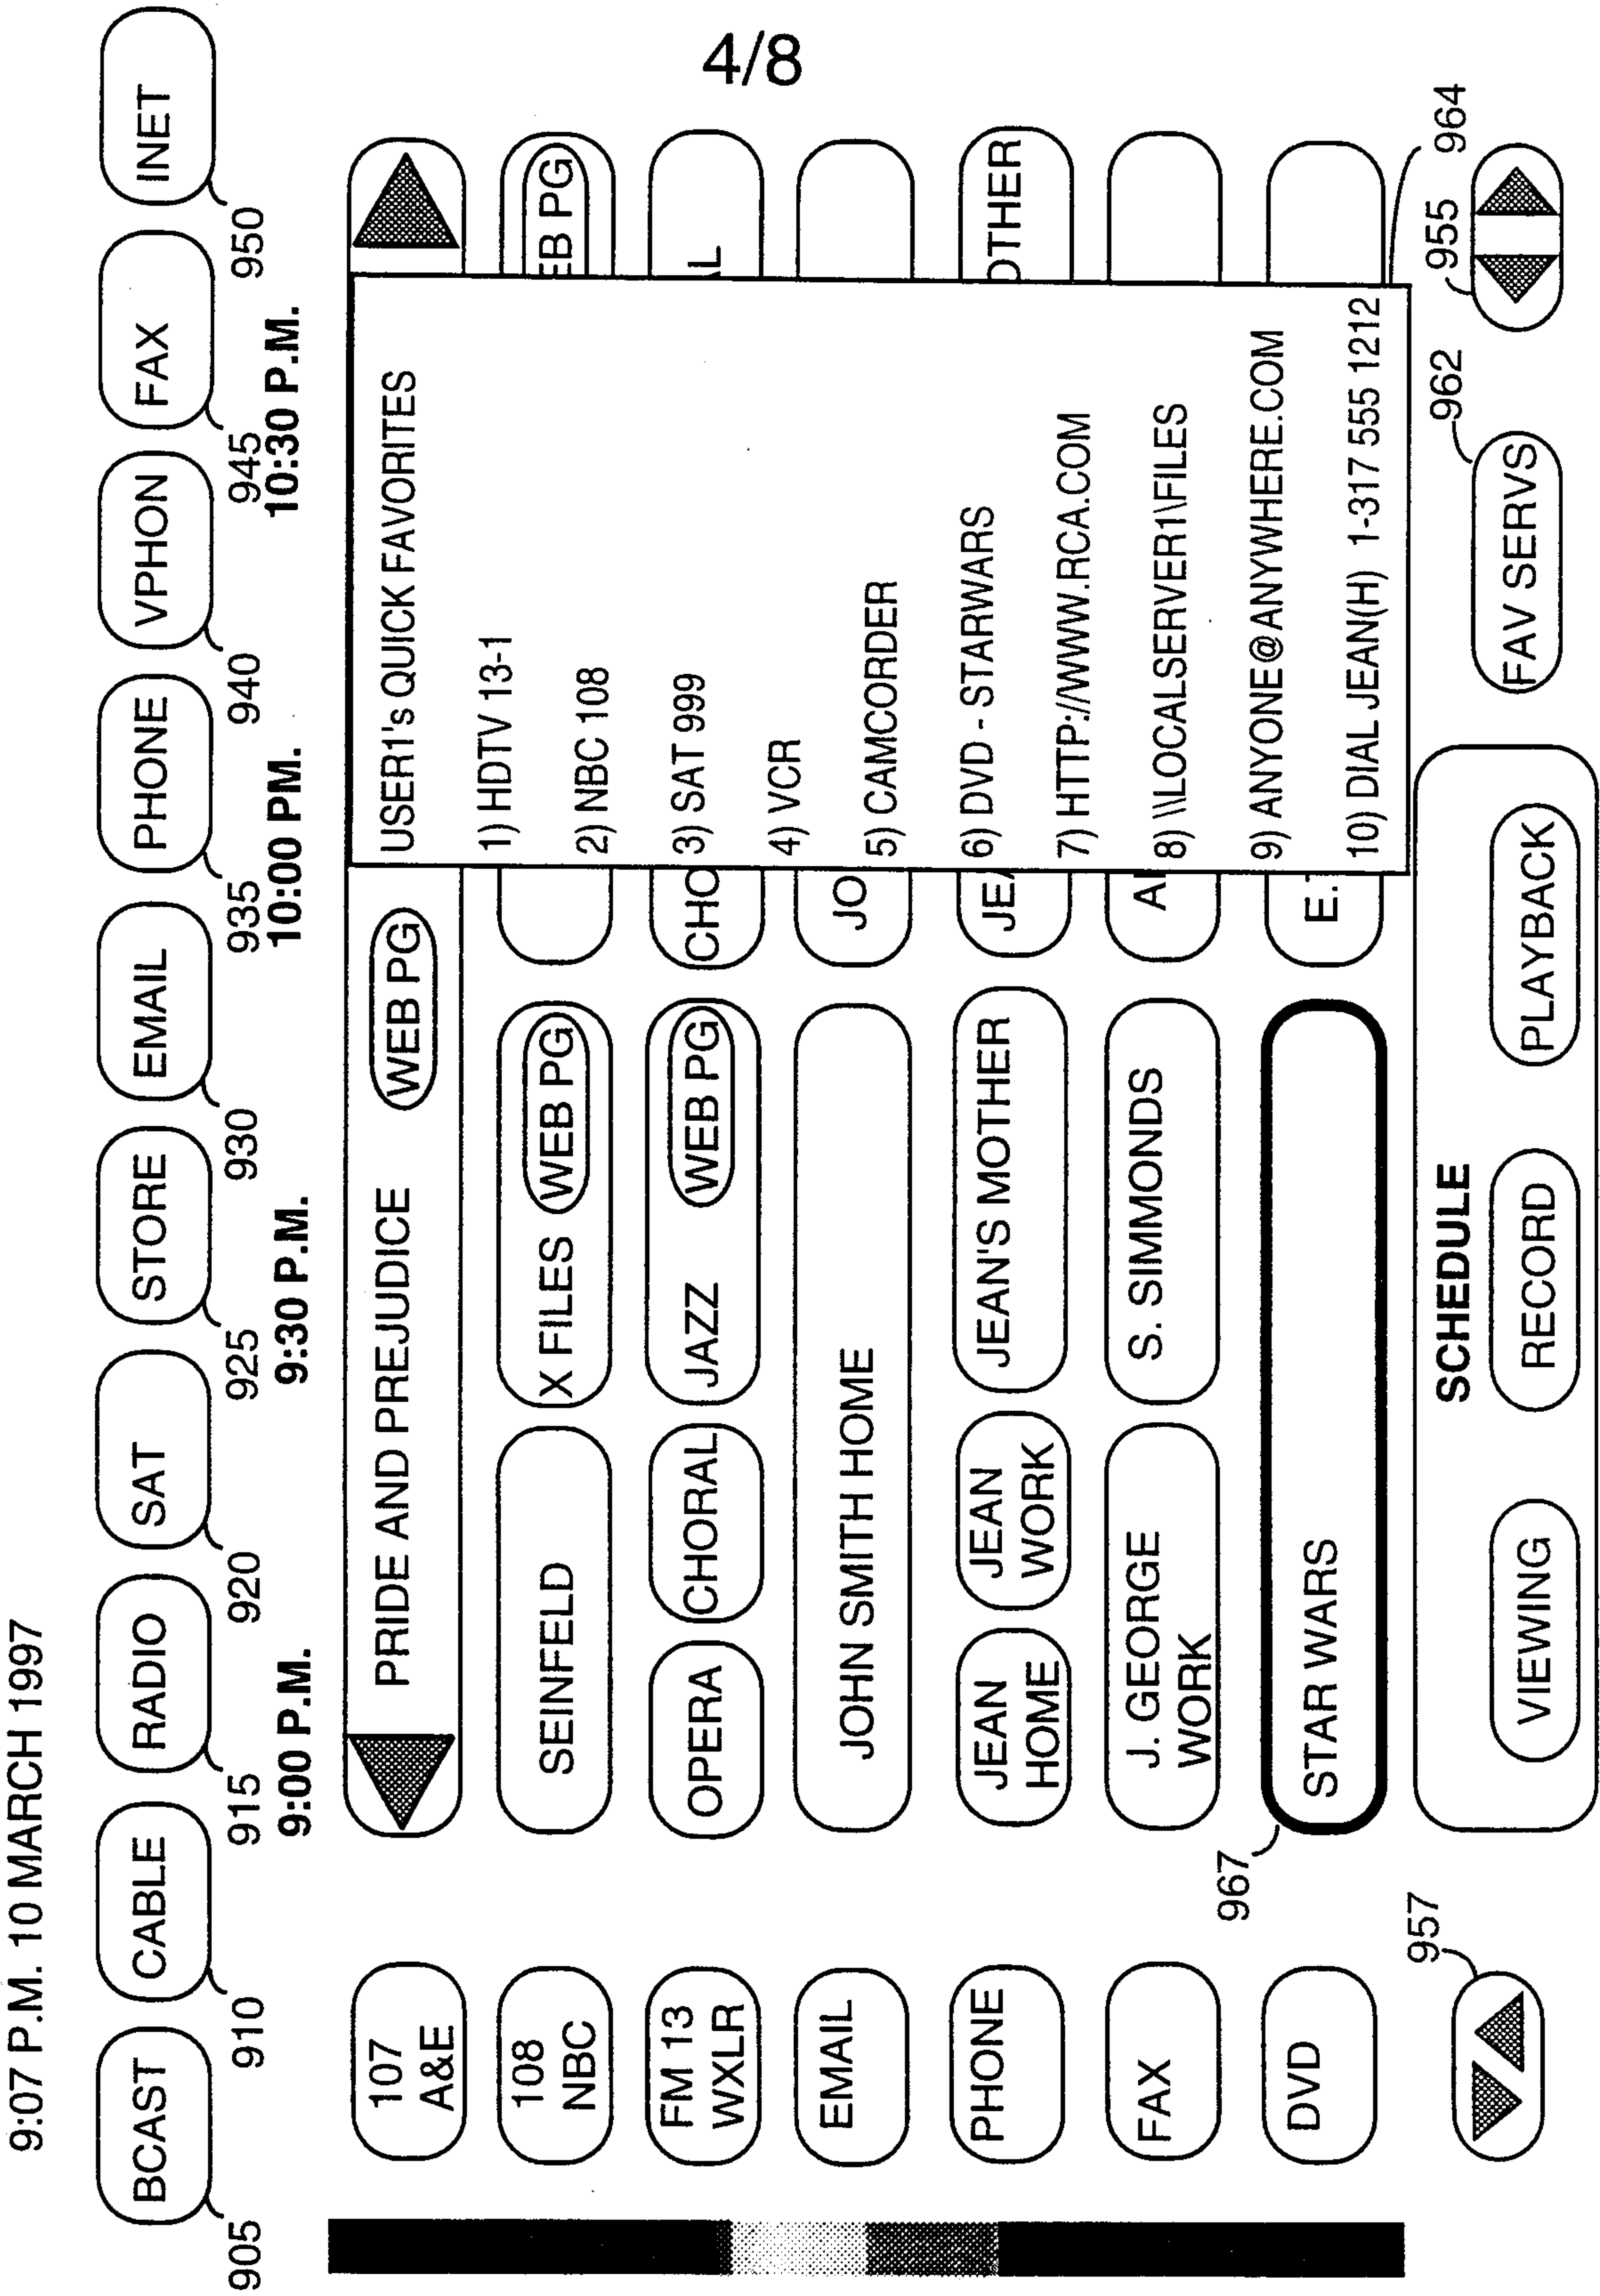 4/8
9:07 P.M. 10 MARCH 1997
BCAST CABLE RADIO SAT STORE EMAIL PHONE VPHON FAX INET
905 910 915 920 925 930 935 940 945 950
9:00 P.M. 9:30 P.M. 10:00 PM. 10:30 P.M.
107
A&E
PRIDE AND PREJUDICE WEB PG
108
NBC
SEINFELD
X FILES WEB PG
EB PG
FM 13
WXLR
OPERA
CHORAL
JAZZ WEB PG
CHO
L
EMAIL
JOHN SMITH HOME
JO
PHONE
JEAN
HOME
JEAN
WORK
JEAN'S MOTHER
JEA
OTHER
FAX
J. GEORGE
WORK
S. SIMMONDS
DVD
967
STAR WARS
E.
USER1's QUICK FAVORITES
1) HDTV 13-1
2) NBC 108
3) SAT 999
4) VCR
5) CAMCORDER
6) DVD - STARWARS
7) HTTP://WWW.RCA.COM
8) \\LOCALSERVER1\FILES
9) ANYONE@ANYWHERE.COM
10) DIAL JEAN(H) 1-317 555 1212
964
957
SCHEDULE
VIEWING RECORD PLAYBACK
FAV SERVS
962
955